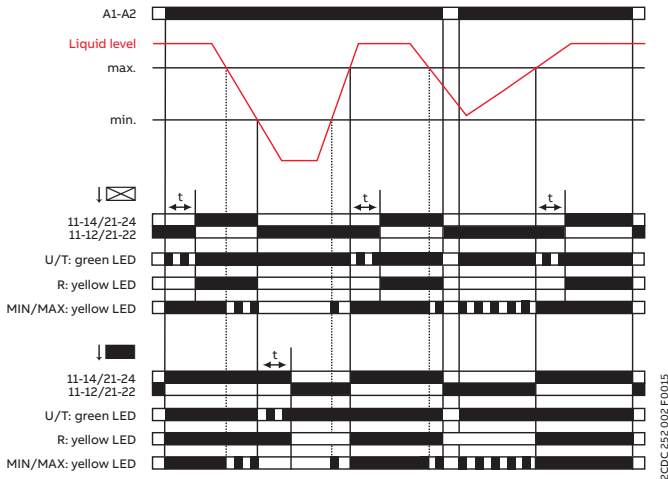 A1-A2
Liquid level
max.
min.
t
t
t
11-14/21-24
11-12/21-22
U/T: green LED
R: yellow LED
MIN/MAX: yellow LED
t
11-14/21-24
11-12/21-22
U/T: green LED
R: yellow LED
MIN/MAX: yellow LED
2CDC 252 002 F0015